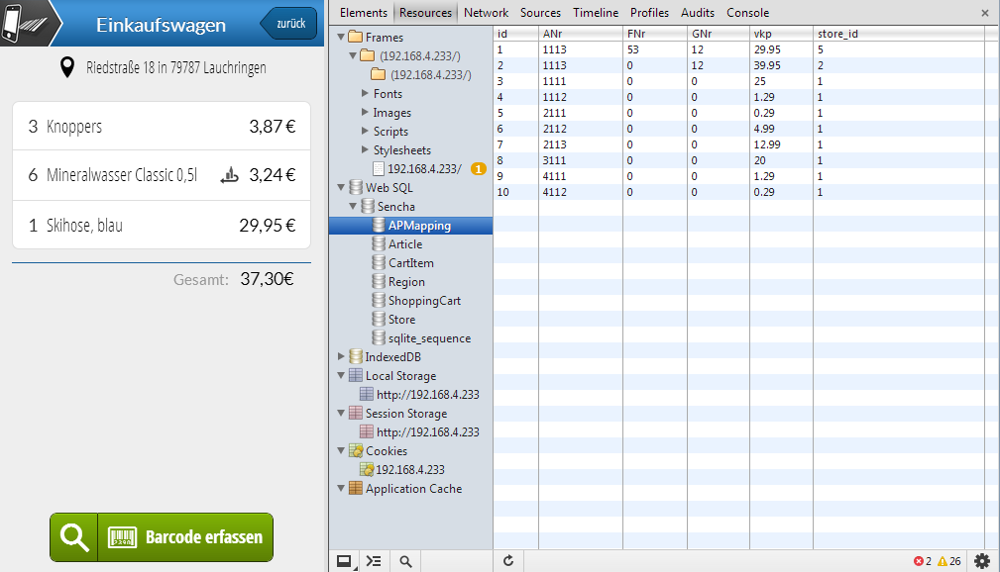 Einkaufswagen
zurück
Riedstraße 18 in 79787 Lauchringen
3 Knoppers 3,87 €
6 Mineralwasser Classic 0,5l 3,24 €
1 Skihose, blau 29,95 €
Gesamt: 37,30€
Barcode erfassen
Elements Resources Network Sources Timeline Profiles Audits Console
Frames
(192.168.4.233/)
(192.168.4.233/)
Fonts
Images
Scripts
Stylesheets
192.168.4.233/ 1
Web SQL
Sencha
APMapping
Article
CartItem
Region
ShoppingCart
Store
sqlite_sequence
IndexedDB
Local Storage
http://192.168.4.233
Session Storage
http://192.168.4.233
Cookies
192.168.4.233
Application Cache
id ANr FNr GNr vkp store_id
1 1113 53 12 29.95 5
2 1113 0 12 39.95 2
3 1111 0 0 25 1
4 1112 0 0 1.29 1
5 2111 0 0 0.29 1
6 2112 0 0 4.99 1
7 2113 0 0 12.99 1
8 3111 0 0 20 1
9 4111 0 0 1.29 1
10 4112 0 0 0.29 1
2 26